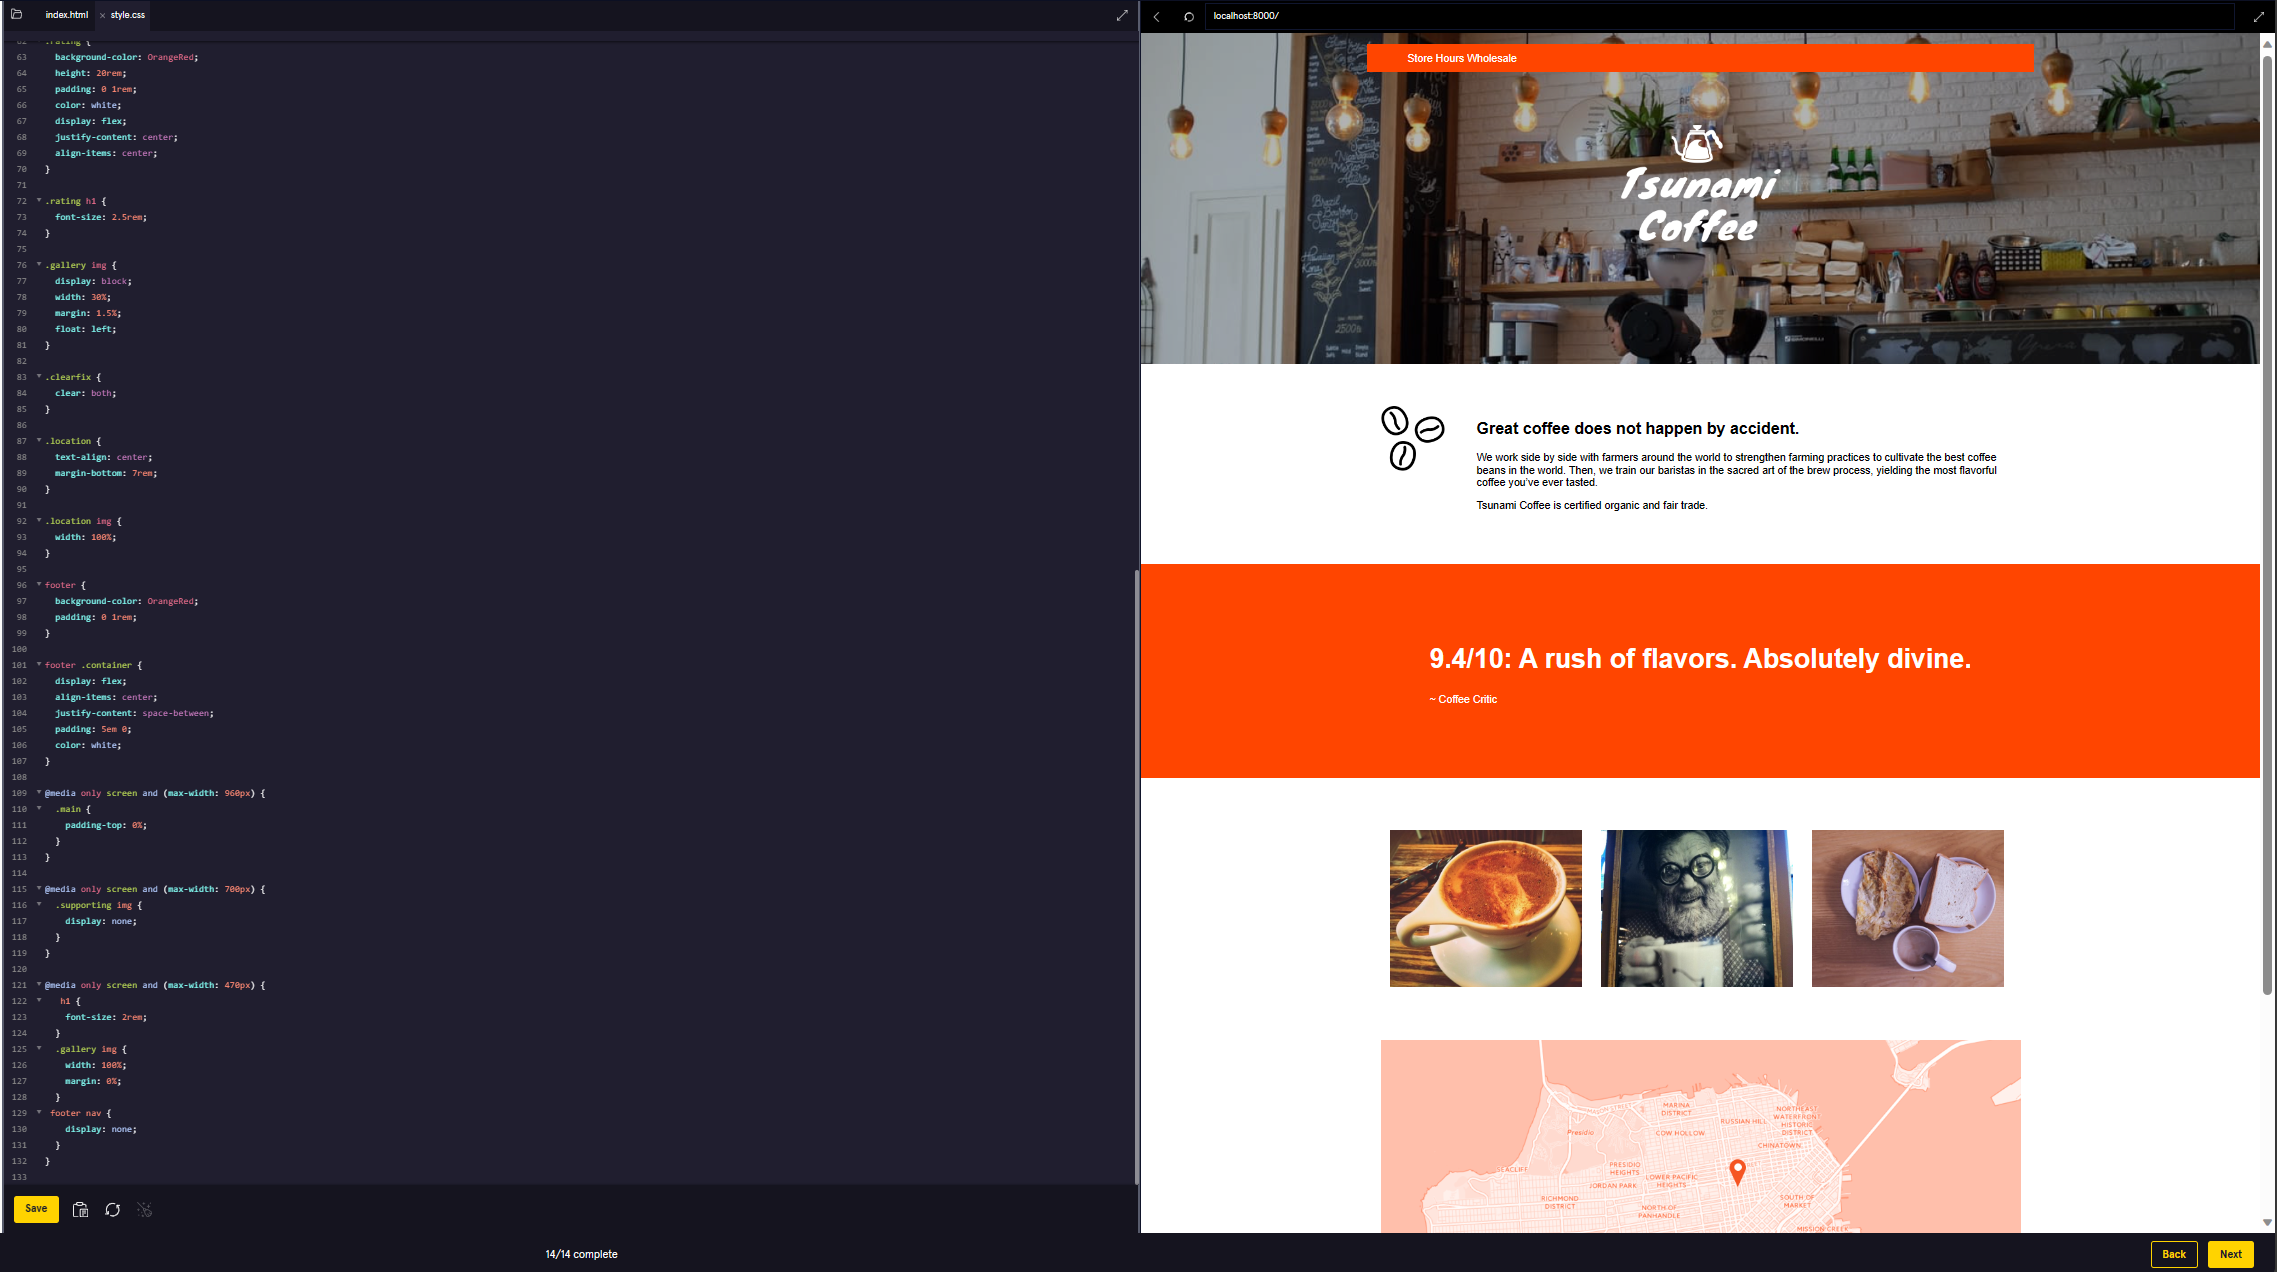 index.html × style.css
62 .rating {
63 background-color: OrangeRed;
64 height: 20rem;
65 padding: 0 1rem;
66 color: white;
67 display: flex;
68 justify-content: center;
69 align-items: center;
70 }
71
72 .rating h1 {
73 font-size: 2.5rem;
74 }
75
76 .gallery img {
77 display: block;
78 width: 30%;
79 margin: 1.5%;
80 float: left;
81 }
82
83 .clearfix {
84 clear: both;
85 }
86
87 .location {
88 text-align: center;
89 margin-bottom: 7rem;
90 }
91
92 .location img {
93 width: 100%;
94 }
95
96 footer {
97 background-color: OrangeRed;
98 padding: 0 1rem;
99 }
100
101 footer .container {
102 display: flex;
103 align-items: center;
104 justify-content: space-between;
105 padding: 5em 0;
106 color: white;
107 }
108
109 @media only screen and (max-width: 960px) {
110 .main {
111 padding-top: 0%;
112 }
113 }
114
115 @media only screen and (max-width: 700px) {
116 .supporting img {
117 display: none;
118 }
119 }
120
121 @media only screen and (max-width: 470px) {
122 h1 {
123 font-size: 2rem;
124 }
125 .gallery img {
126 width: 100%;
127 margin: 0%;
128 }
129 footer nav {
130 display: none;
131 }
132 }
133
Save
14/14 complete
localhost:8000/
Store Hours Wholesale
Tsunami
Coffee
Great coffee does not happen by accident.
We work side by side with farmers around the world to strengthen farming practices to cultivate the best coffee
beans in the world. Then, we train our baristas in the sacred art of the brew process, yielding the most flavorful
coffee you've ever tasted.
Tsunami Coffee is certified organic and fair trade.
9.4/10: A rush of flavors. Absolutely divine.
~ Coffee Critic
MARINA
DISTRICT
NORTHEAST
WATERFRONT
HISTORIC
DISTRICT
RUSSIAN HILL
Presidio
COW HOLLOW
CHINATOWN
SEACLIFF
PRESIDIO
HEIGHTS
LOWER PACIFIC
HEIGHTS
JORDAN PARK
RICHMOND
DISTRICT
SOUTH OF
MARKET
NORTH OF
PANHANDLE
MISSION CREEK
Back
Next